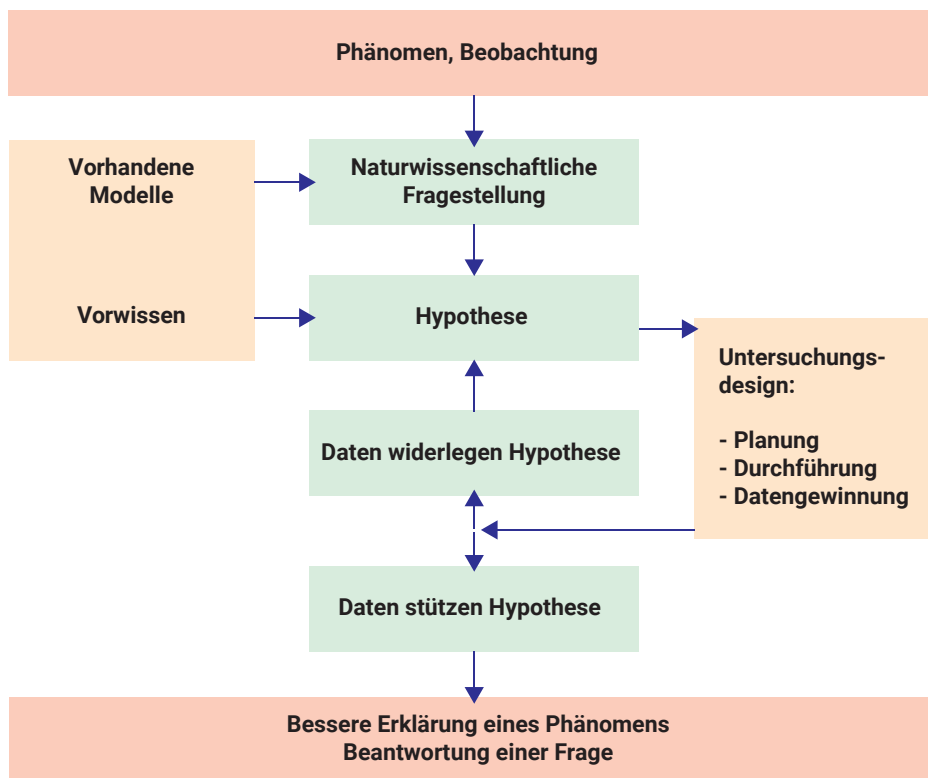 Phänomen, Beobachtung
Vorhandene
Modelle
Naturwissenschaftliche
Fragestellung
Vorwissen
Hypothese
Untersuchungs-
design:
- Planung
- Durchführung
- Datengewinnung
Daten widerlegen Hypothese
Daten stützen Hypothese
Bessere Erklärung eines Phänomens
Beantwortung einer Frage